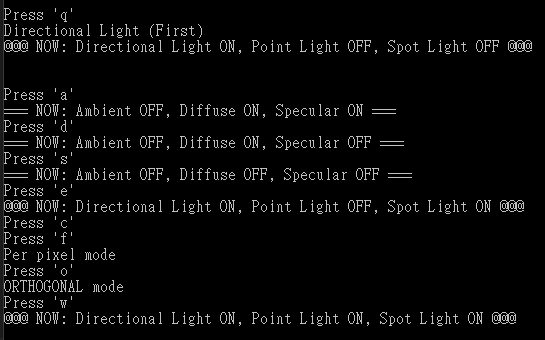 Press 'q'
Directional Light (First)
@@@ NOW: Directional Light ON, Point Light OFF, Spot Light OFF @@@
Press 'a'
=== NOW: Ambient OFF, Diffuse ON, Specular ON ===
Press 'd'
=== NOW: Ambient OFF, Diffuse ON, Specular OFF ===
Press 's'
=== NOW: Ambient OFF, Diffuse OFF, Specular OFF ===
Press 'e'
@@@ NOW: Directional Light ON, Point Light OFF, Spot Light ON @@@
Press 'c'
Press 'f'
Per pixel mode
Press 'o'
ORTHOGONAL mode
Press 'w'
@@@ NOW: Directional Light ON, Point Light ON, Spot Light ON @@@